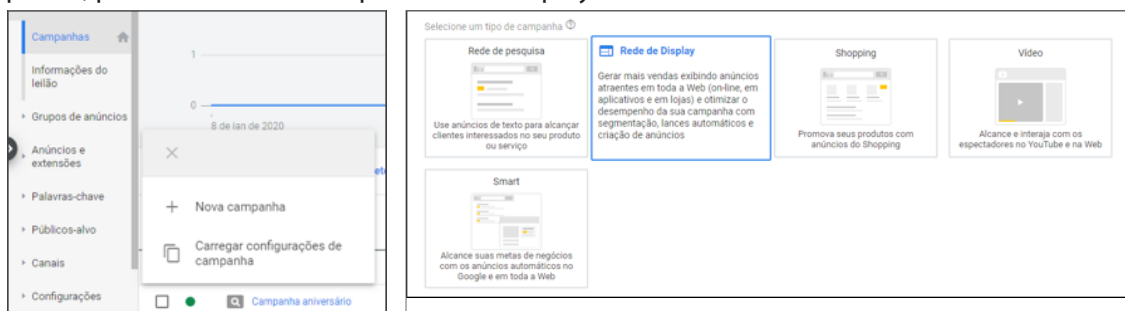 Campanhas
Informações do
leilão
Grupos de anúncios
Anúncios e
extensões
Palavras-chave
Públicos-alvo
Canais
Configurações
1
0
8 de jan de 2020
Nova campanha
Carregar configurações de
campanha
Campanha aniversário
Selecione um tipo de campanha
Rede de pesquisa
Use anúncios de texto para alcançar
clientes interessados no seu produto
ou serviço
Rede de Display
Gerar mais vendas exibindo anúncios
atraentes em toda a Web (on-line, em
aplicativos e em lojas) e otimizar o
desempenho da sua campanha com
segmentação, lances automáticos e
criação de anúncios
Shopping
Promova seus produtos com
anúncios do Shopping
Vídeo
Alcance e interaja com os
espectadores no YouTube e na Web
Smart
Alcance suas metas de negócios
com os anúncios automáticos no
Google e em toda a Web